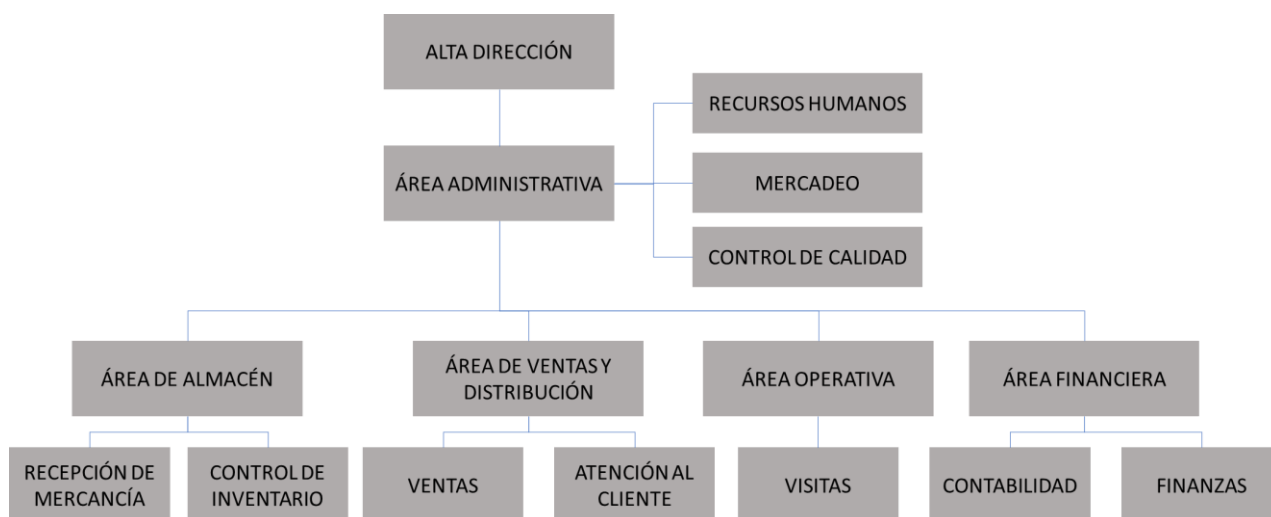 ALTA DIRECCIÓN
RECURSOS HUMANOS
ÁREA ADMINISTRATIVA
MERCADEO
CONTROL DE CALIDAD
ÁREA DE ALMACÉN
ÁREA DE VENTAS Y
DISTRIBUCIÓN
ÁREA OPERATIVA
ÁREA FINANCIERA
RECEPCIÓN DE
MERCANCÍA
CONTROL DE
INVENTARIO
VENTAS
ATENCIÓN AL
CLIENTE
VISITAS
CONTABILIDAD
FINANZAS